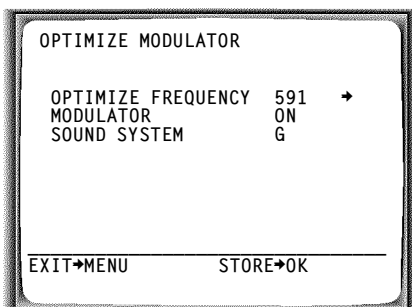 OPTIMIZE MODULATOR
OPTIMIZE FREQUENCY 591 ➔
MODULATOR ON
SOUND SYSTEM G
EXIT➔MENU STORE➔OK